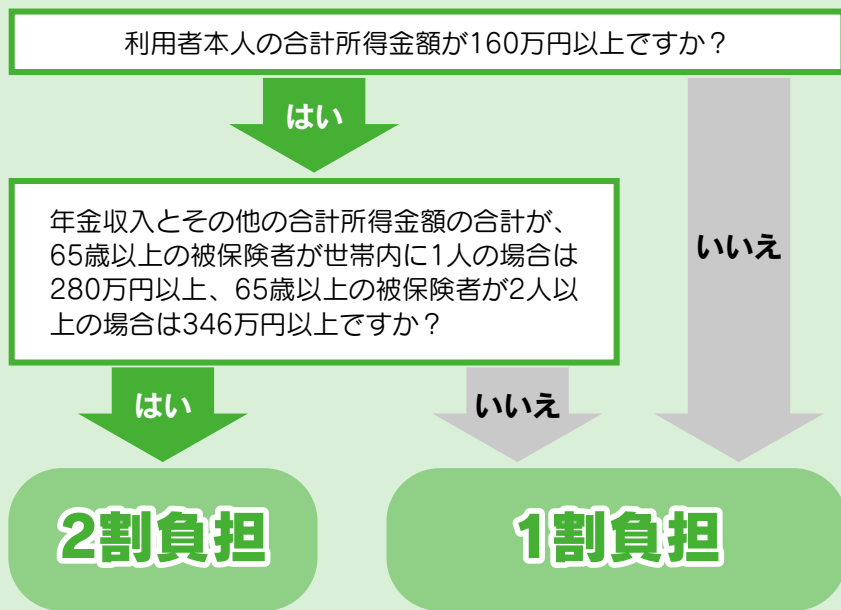 利用者本人の合計所得金額が160万円以上ですか？
はい
年金収入とその他の合計所得金額の合計が、
65歳以上の被保険者が世帯内に1人の場合は
280万円以上、65歳以上の被保険者が2人以
上の場合は346万円以上ですか？
いいえ
はい
いいえ
2割負担
1割負担